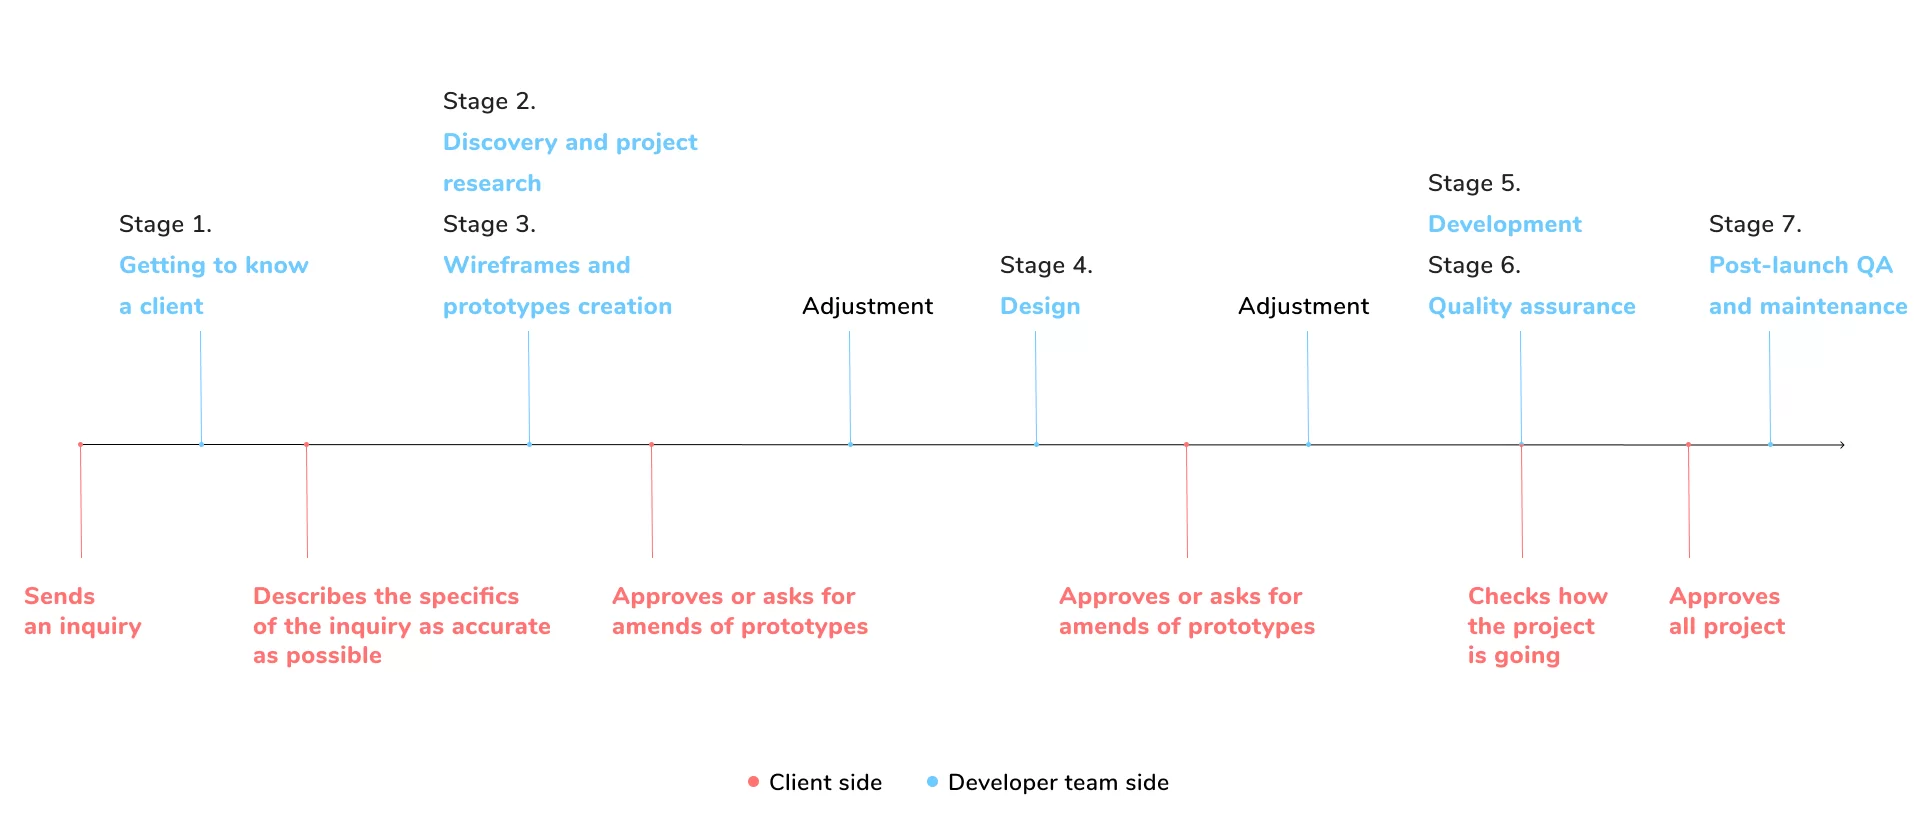 Stage 1.
Getting to know
a client
Stage 2.
Discovery and project
research
Stage 3.
Wireframes and
prototypes creation
Adjustment
Stage 4.
Design
Adjustment
Stage 5.
Development
Stage 6.
Quality assurance
Stage 7.
Post-launch QA
and maintenance
Sends
an inquiry
Describes the specifics
of the inquiry as accurate
as possible
Approves or asks for
amends of prototypes
Approves or asks for
amends of prototypes
Checks how
the project
is going
Approves
all project
Client side
Developer team side